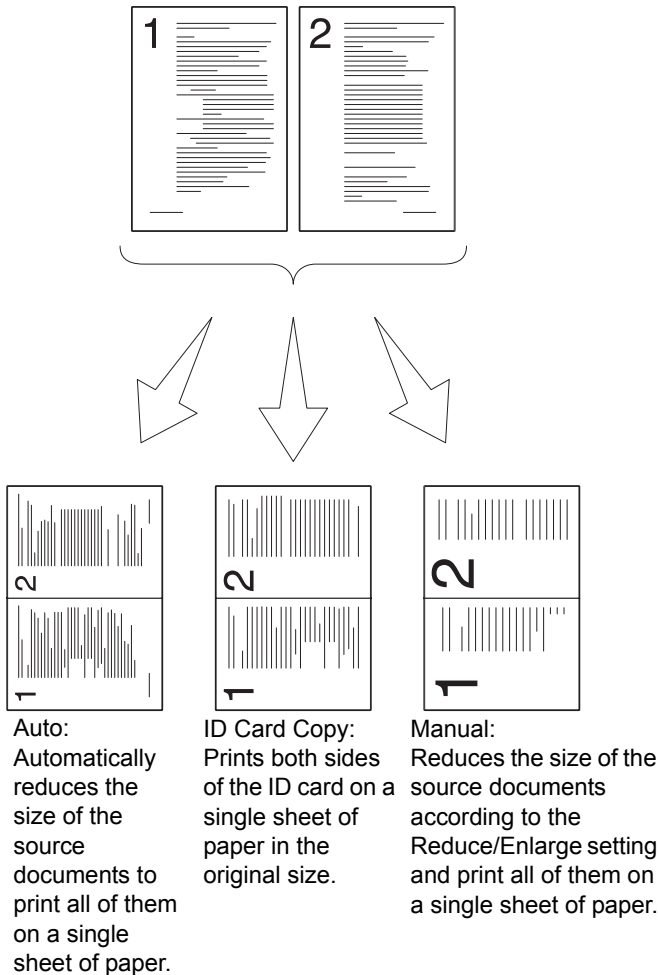 1
2
2
1
2
1
2
1
Auto:
Automatically
reduces the
size of the
source
documents to
print all of them
on a single
sheet of paper.
ID Card Copy:
Prints both sides
of the ID card on a
single sheet of
paper in the
original size.
Manual:
Reduces the size of the
source documents
according to the
Reduce/Enlarge setting
and print all of them on
a single sheet of paper.